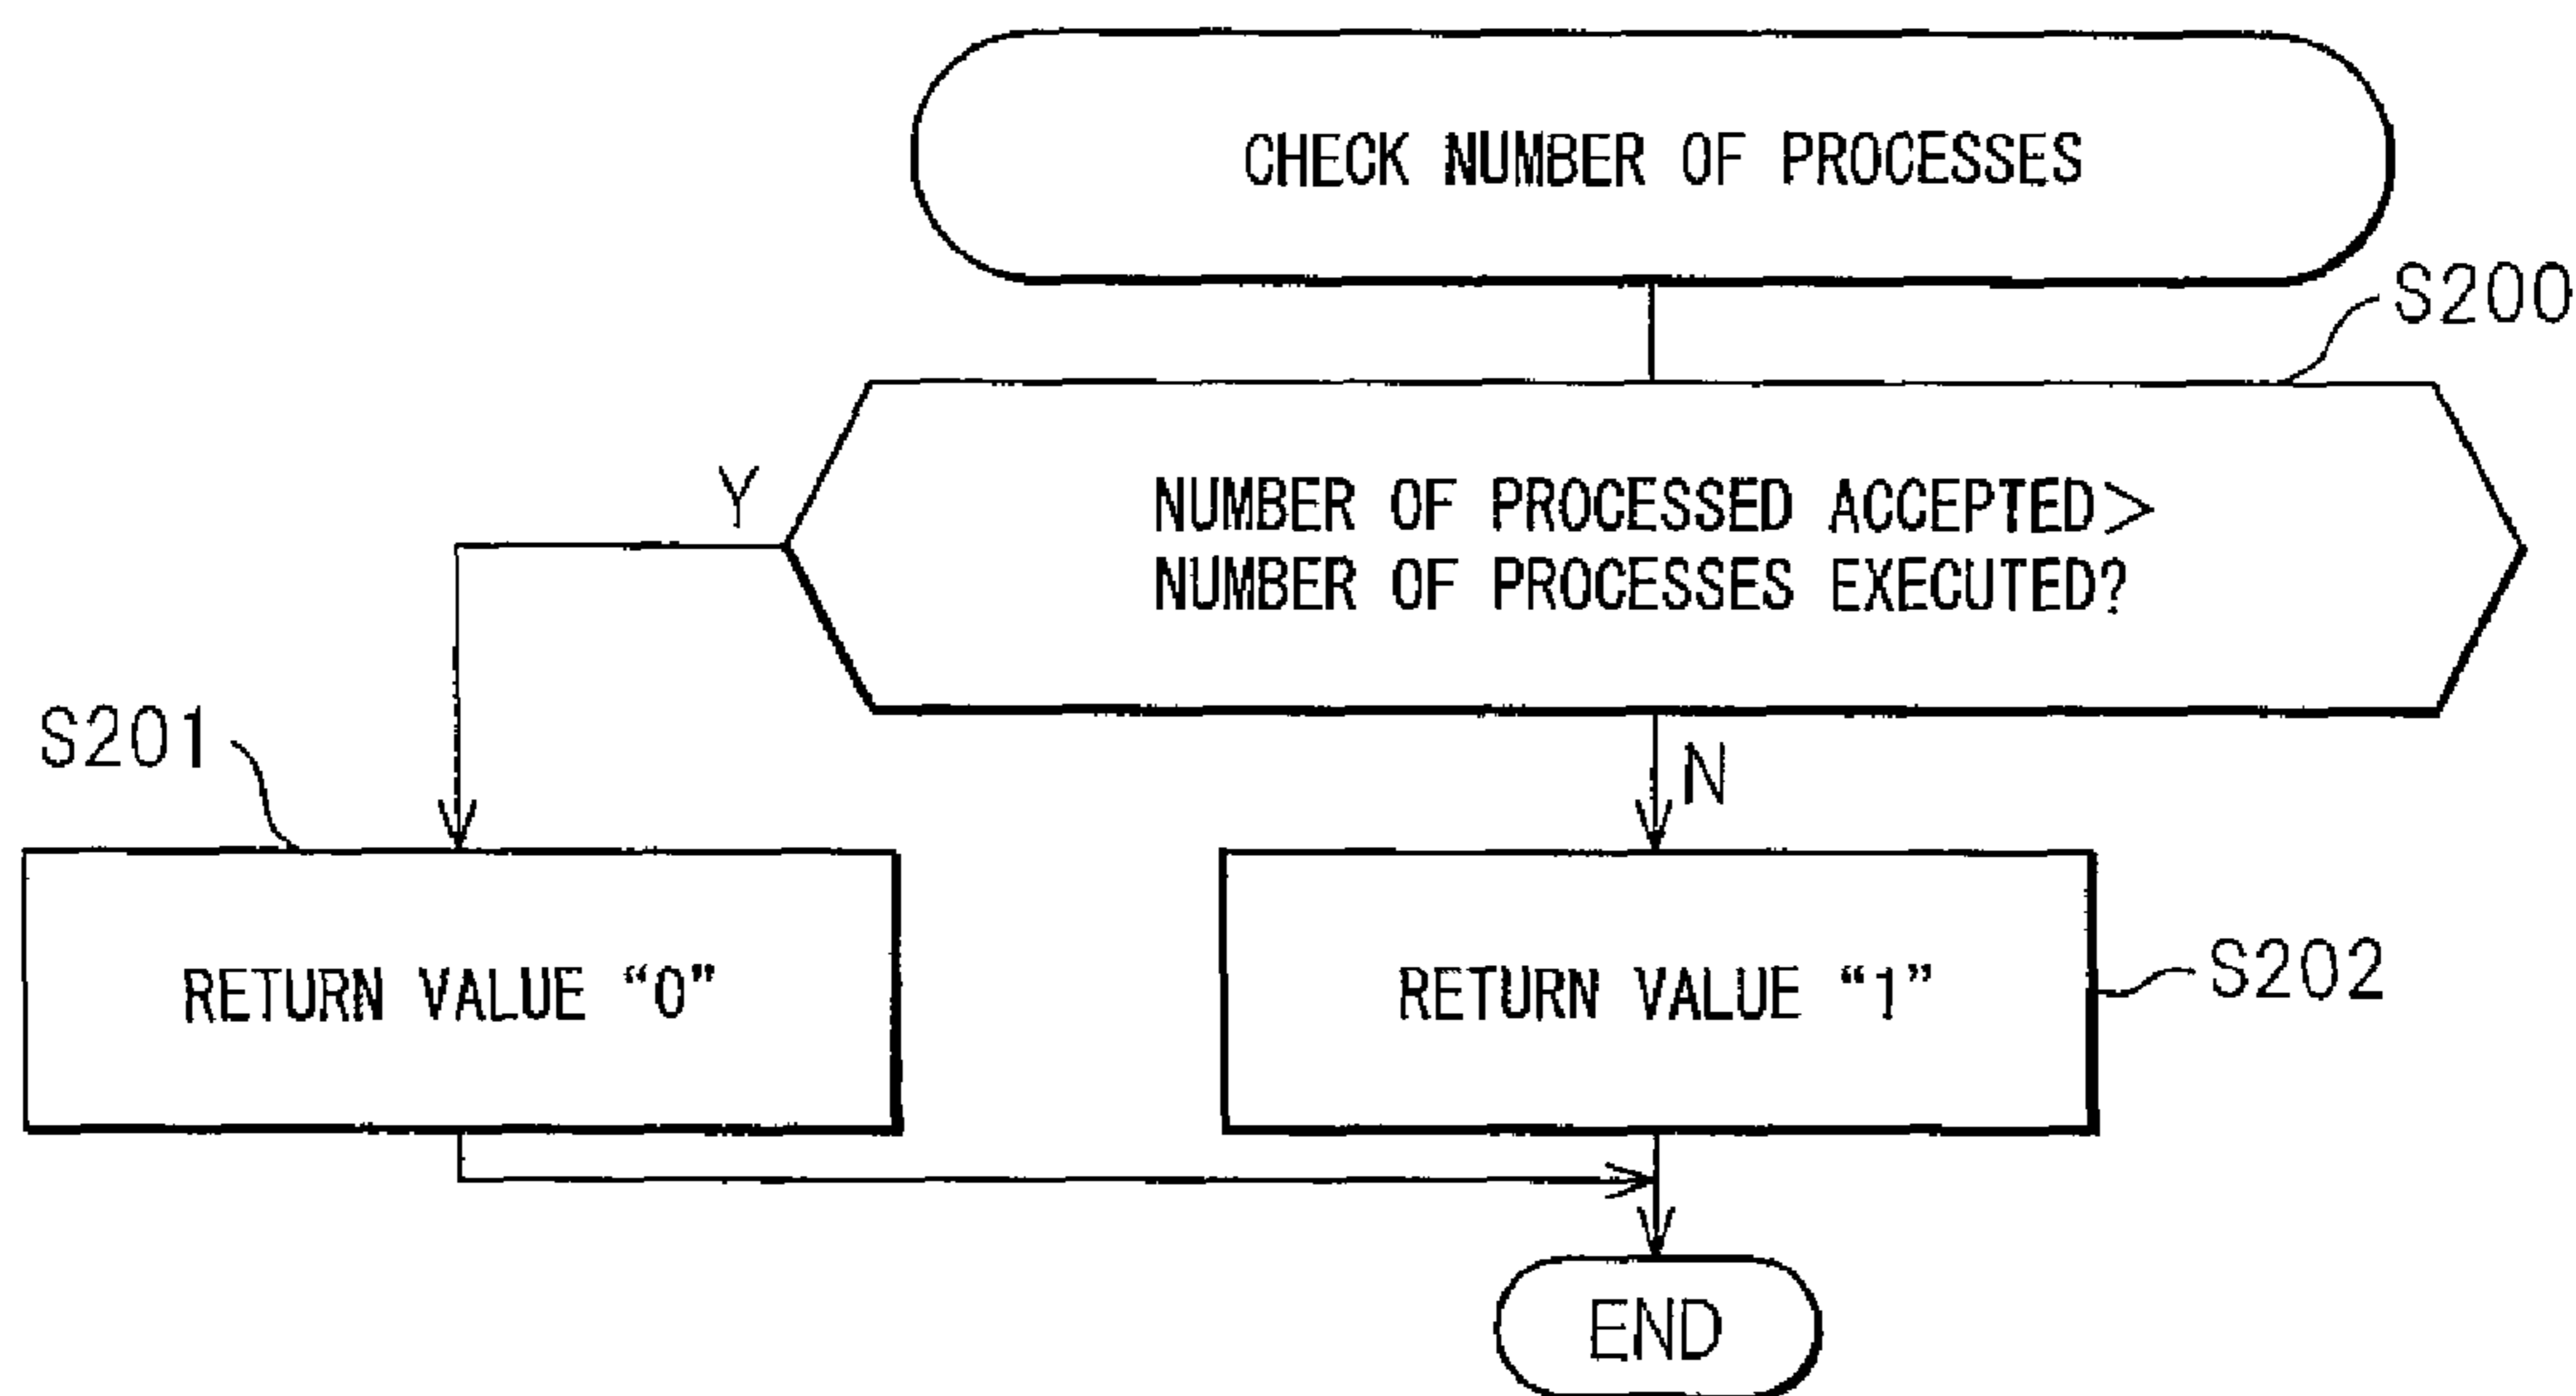 CHECK NUMBER OF PROCESSES
S200
Y
NUMBER OF PROCESSED ACCEPTED>
NUMBER OF PROCESSES EXECUTED?
S201
N
RETURN VALUE “0”
RETURN VALUE “1”
S202
END